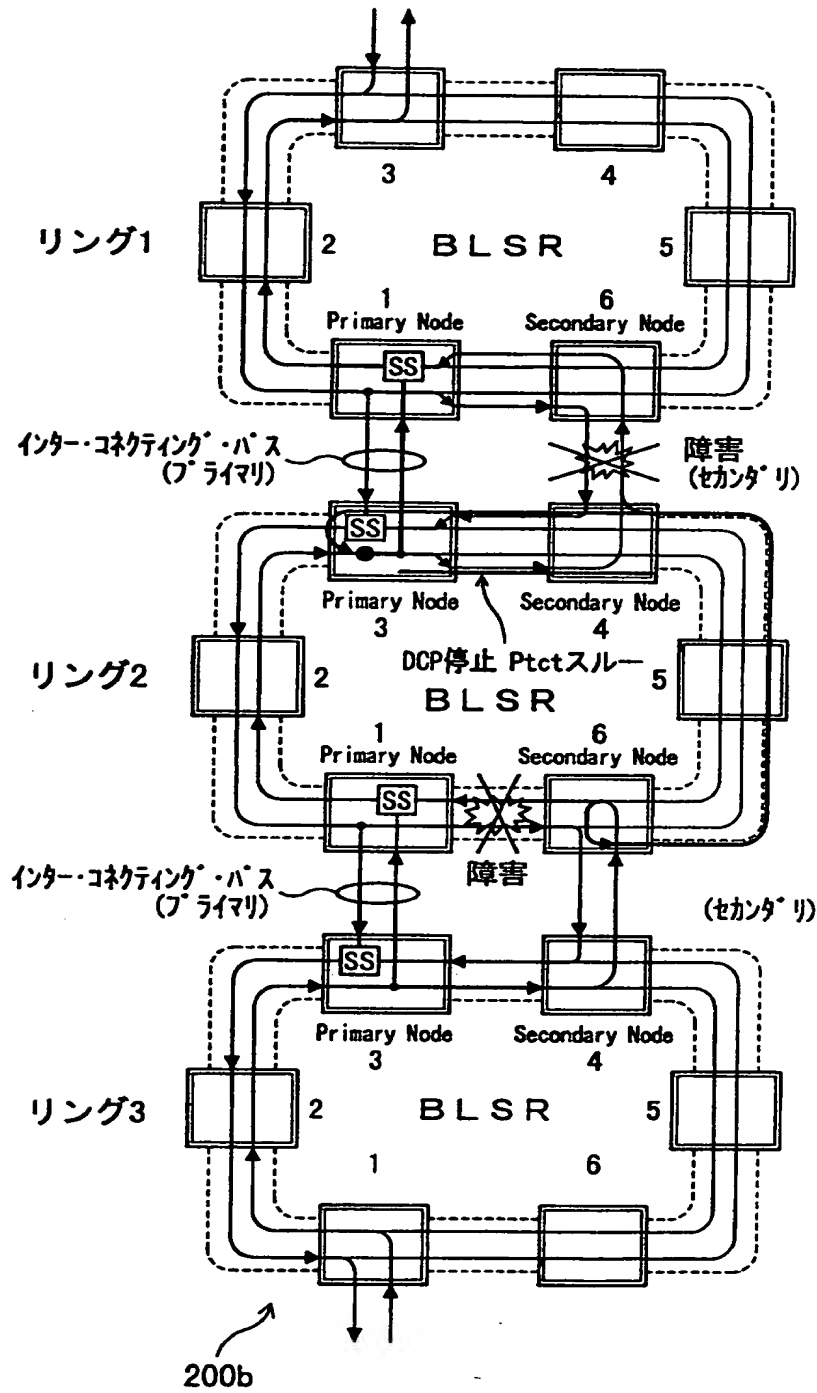 3
4
リング1
2
BLSR
5
1
Primary Node
6
Secondary Node
SS
インター・コネクティング・パス
(プライマリ)
障害
(セカンダリ)
SS
Primary Node
3
Secondary Node
4
DCP停止 Ptctスルー
リング2
2
BLSR
5
1
Primary Node
6
Secondary Node
SS
障害
インター・コネクティング・パス
(プライマリ)
(セカンダリ)
SS
Primary Node
3
Secondary Node
4
リング3
2
BLSR
5
1
6
200b